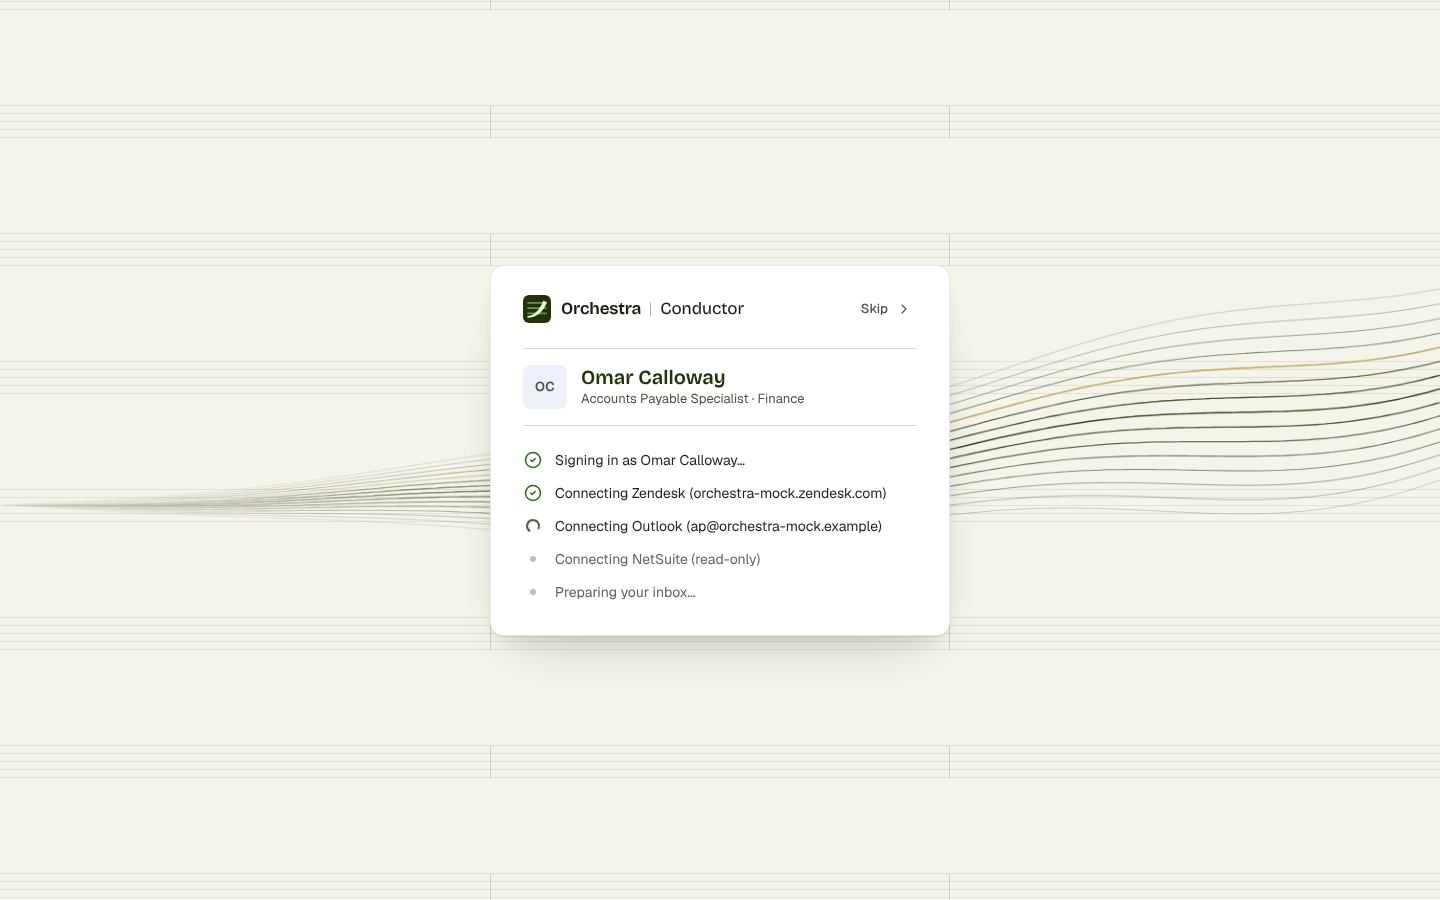 Orchestra | Conductor
Skip
OC
Omar Calloway
Accounts Payable Specialist · Finance
Signing in as Omar Calloway…
Connecting Zendesk (orchestra-mock.zendesk.com)
Connecting Outlook (ap@orchestra-mock.example)
Connecting NetSuite (read-only)
Preparing your inbox…